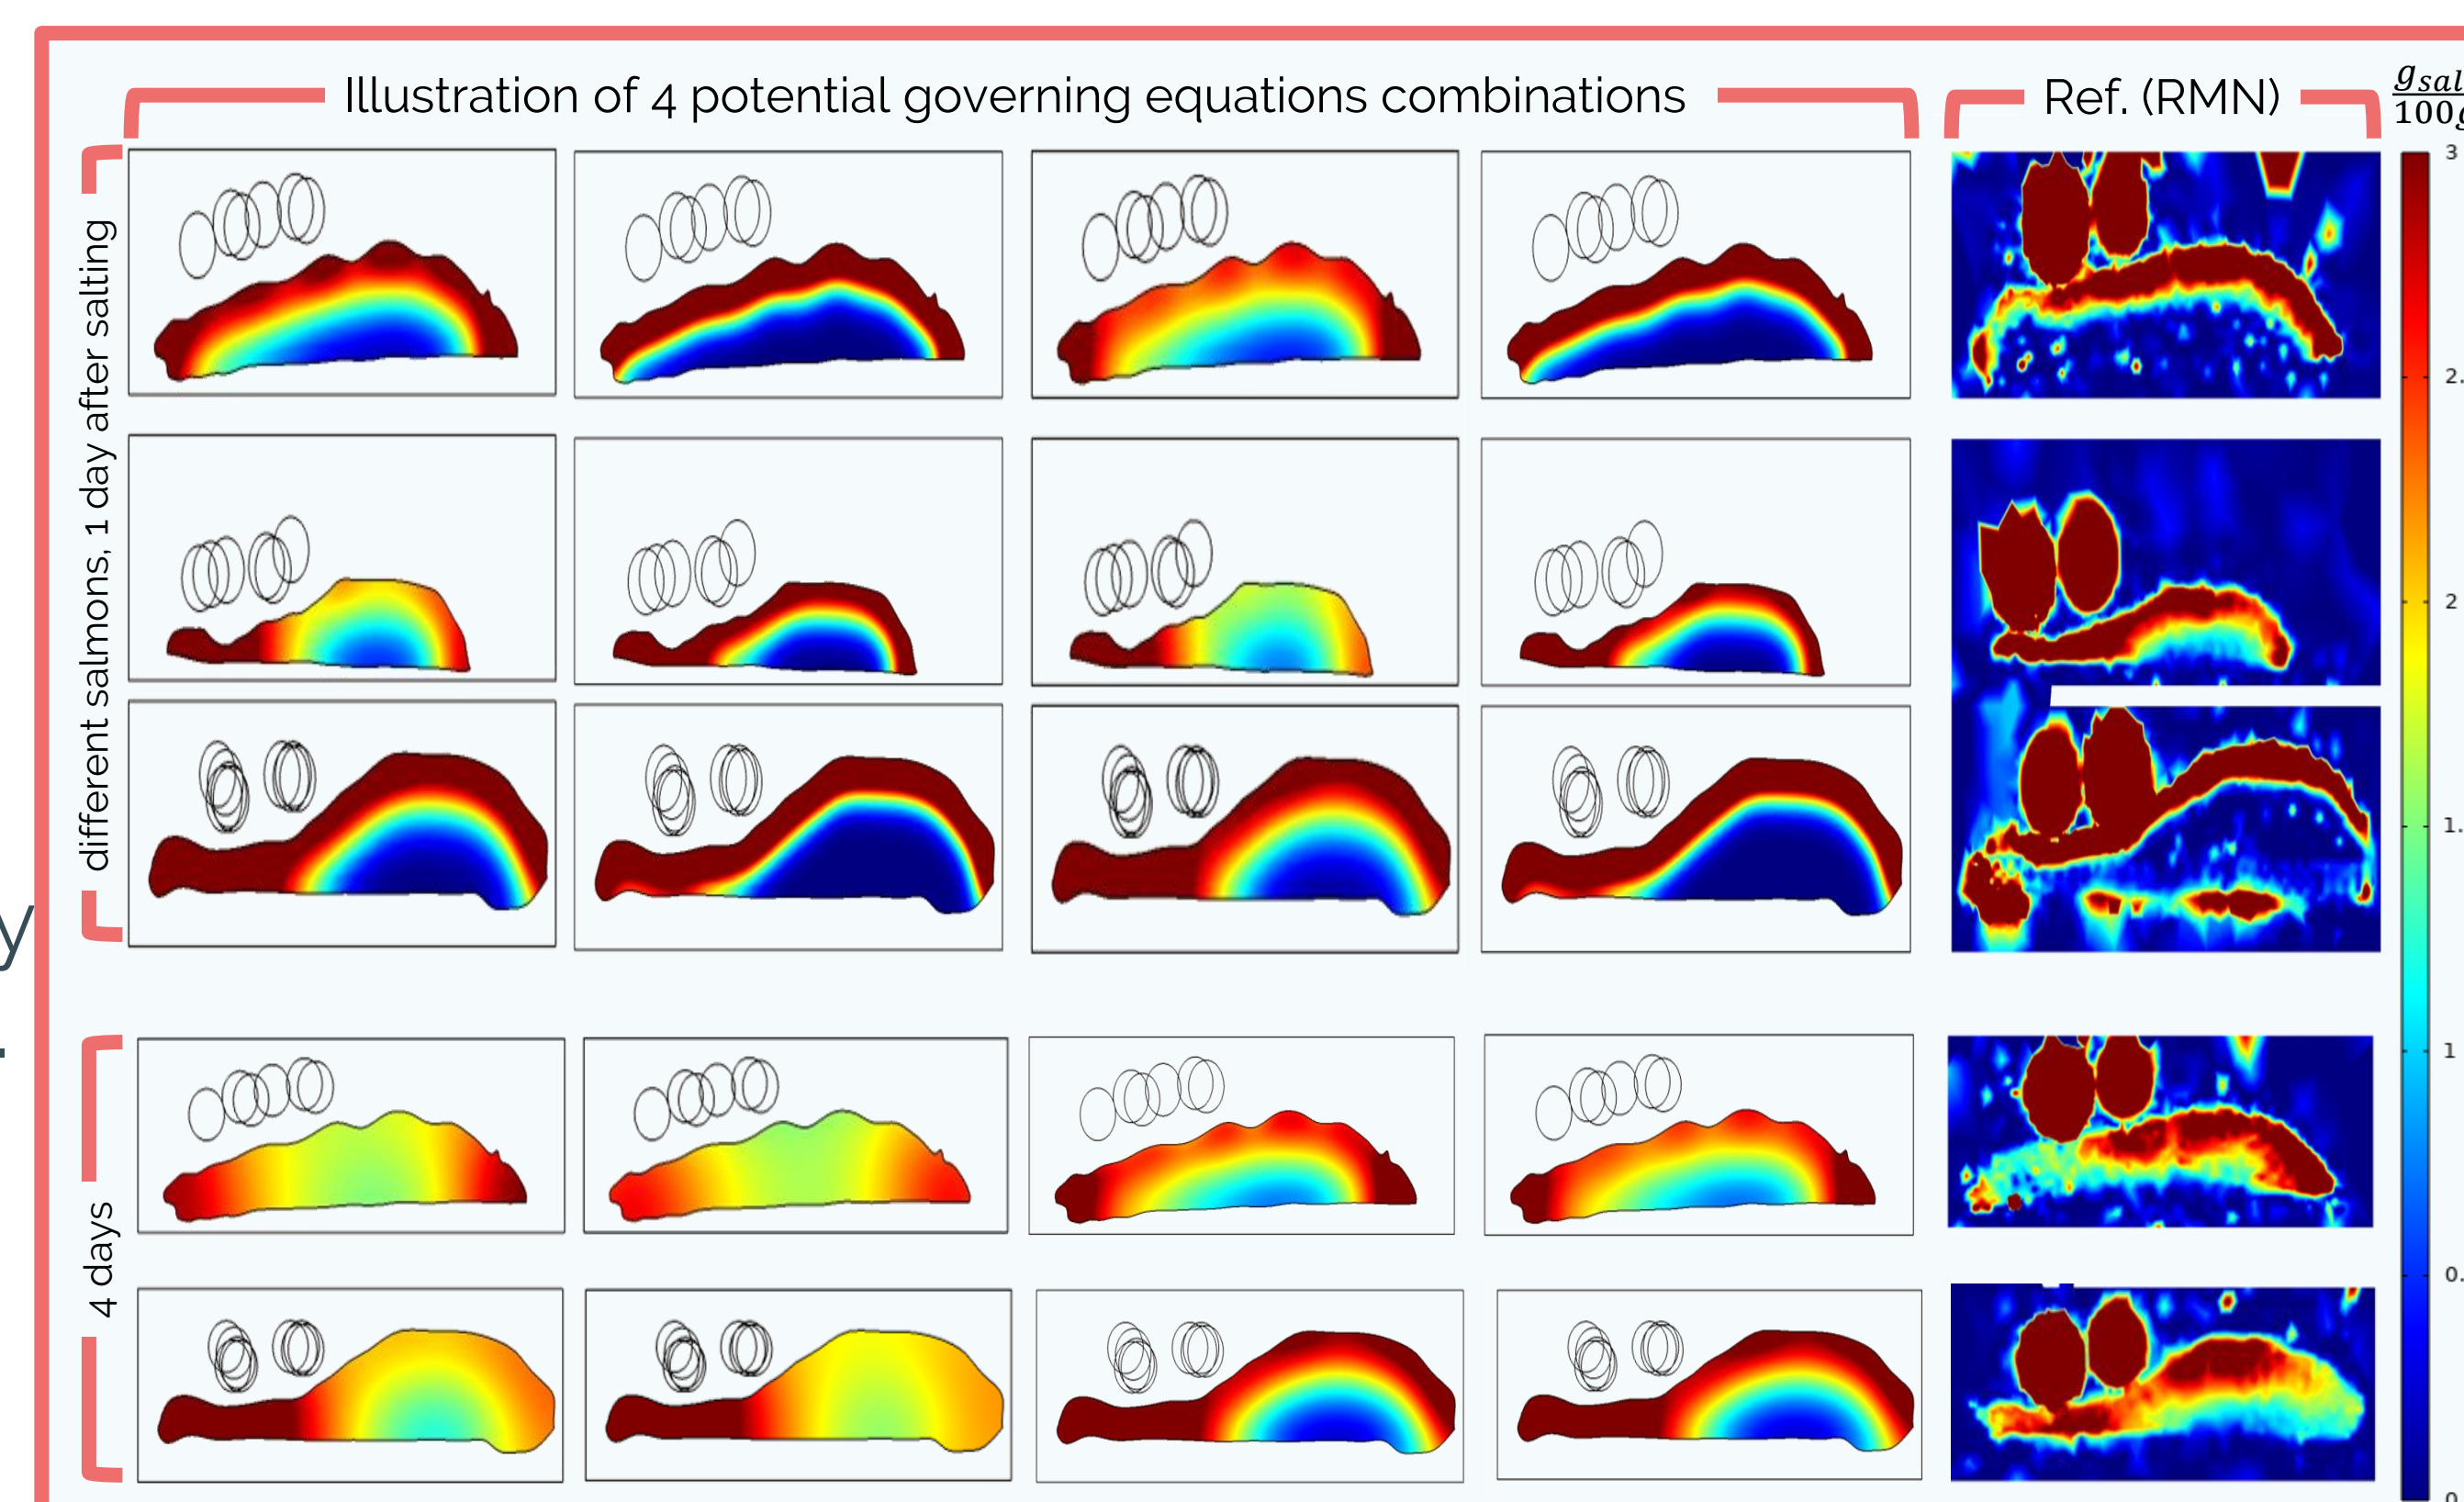 Illustration of 4 potential governing equations combinations
Ref. (RMN)
100
3
different salmons, 1 day after salting
2
1
4 days
y